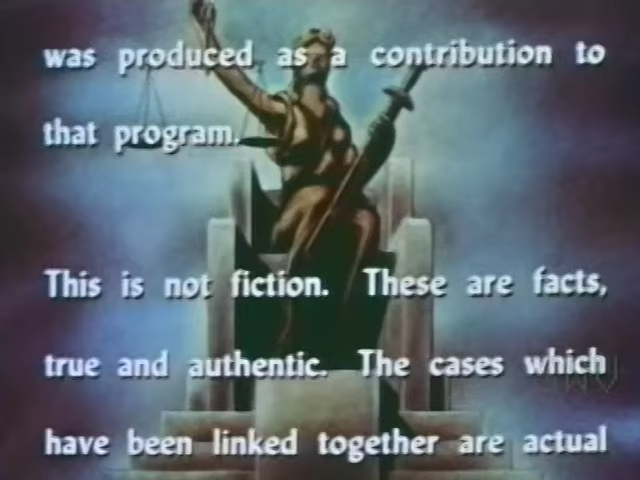 was produced as a contribution to
that program.
This is not fiction. These are facts,
true and authentic. The cases which
have been linked together are actual